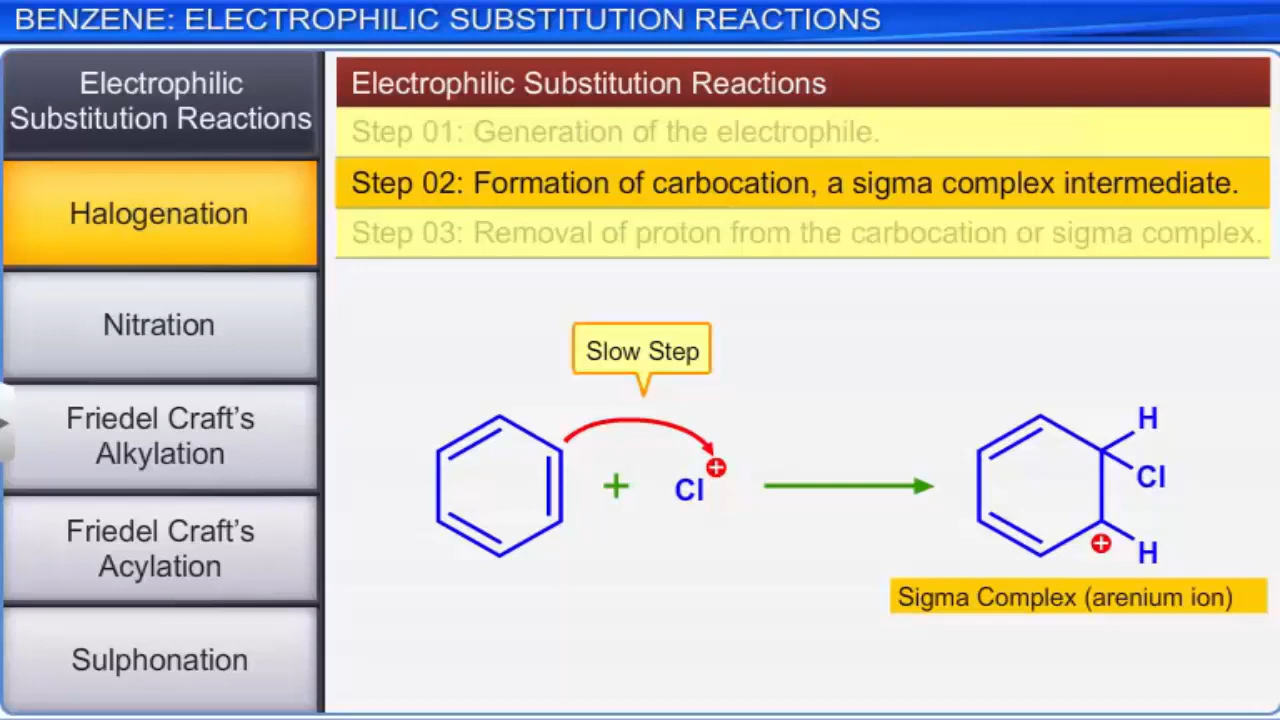 BENZENE: ELECTROPHILIC SUBSTITUTION REACTIONS
Electrophilic
Substitution Reactions
Halogenation
Nitration
Friedel Craft’s
Alkylation
Friedel Craft’s
Acylation
Sulphonation
Electrophilic Substitution Reactions
Step 01: Generation of the electrophile.
Step 02: Formation of carbocation, a sigma complex intermediate.
Step 03: Removal of proton from the carbocation or sigma complex.
Slow Step
+ Cl +
H
Cl
+ H
Sigma Complex (arenium ion)